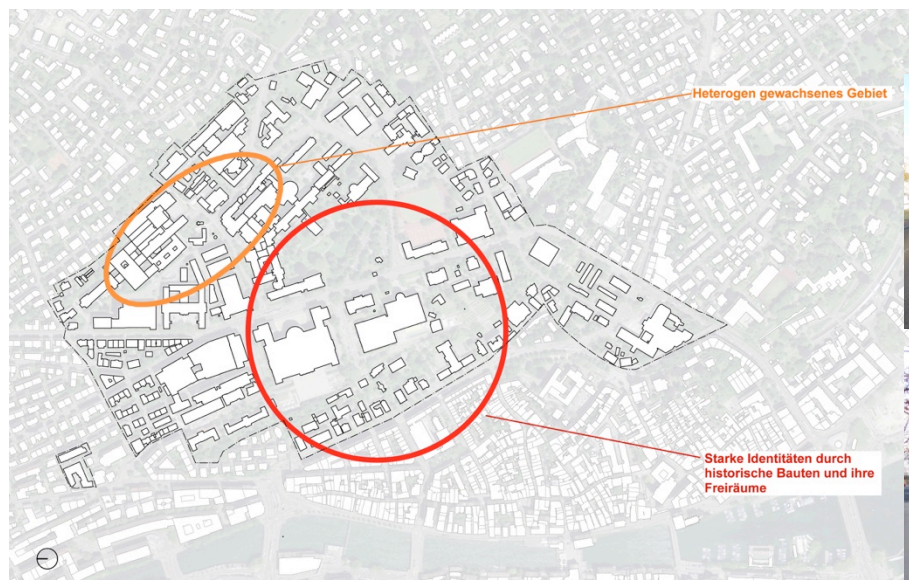 Heterogen gewachsenes Gebiet
Starke Identitäten durch
historische Bauten und ihre
Freiräume